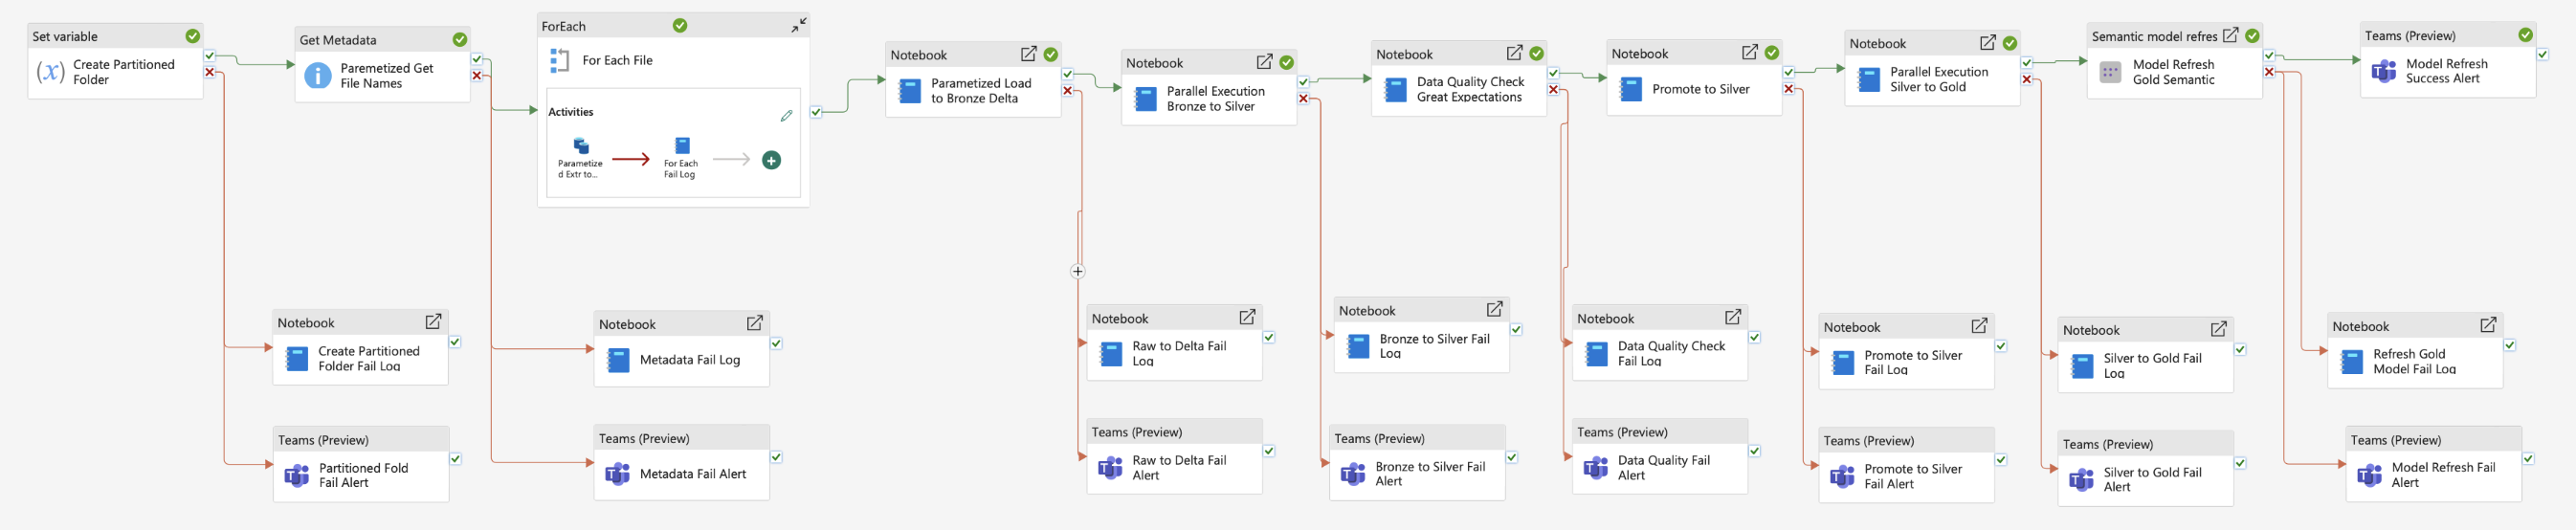 Set variable
(x) Create Partitioned
Folder
Get Metadata
Paremetized Get
File Names
ForEach
For Each File
Activities
Parametize
d Extr to...
For Each
Fail Log
Notebook
Parametized Load
to Bronze Delta
Notebook
Parallel Execution
Bronze to Silver
Notebook
Data Quality Check
Great Expectations
Notebook
Promote to Silver
Notebook
Parallel Execution
Silver to Gold
Semantic model refres
Model Refresh
Gold Semantic
Teams (Preview)
Model Refresh
Success Alert
Notebook
Create Partitioned
Folder Fail Log
Notebook
Metadata Fail Log
Notebook
Raw to Delta Fail
Log
Notebook
Bronze to Silver Fail
Log
Notebook
Data Quality Check
Fail Log
Notebook
Promote to Silver
Fail Log
Notebook
Silver to Gold Fail
Log
Notebook
Refresh Gold
Model Fail Log
Teams (Preview)
Partitioned Fold
Fail Alert
Teams (Preview)
Metadata Fail Alert
Teams (Preview)
Raw to Delta Fail
Alert
Teams (Preview)
Bronze to Silver Fail
Alert
Teams (Preview)
Data Quality Fail
Alert
Teams (Preview)
Promote to Silver
Fail Alert
Teams (Preview)
Silver to Gold Fail
Alert
Teams (Preview)
Model Refresh Fail
Alert